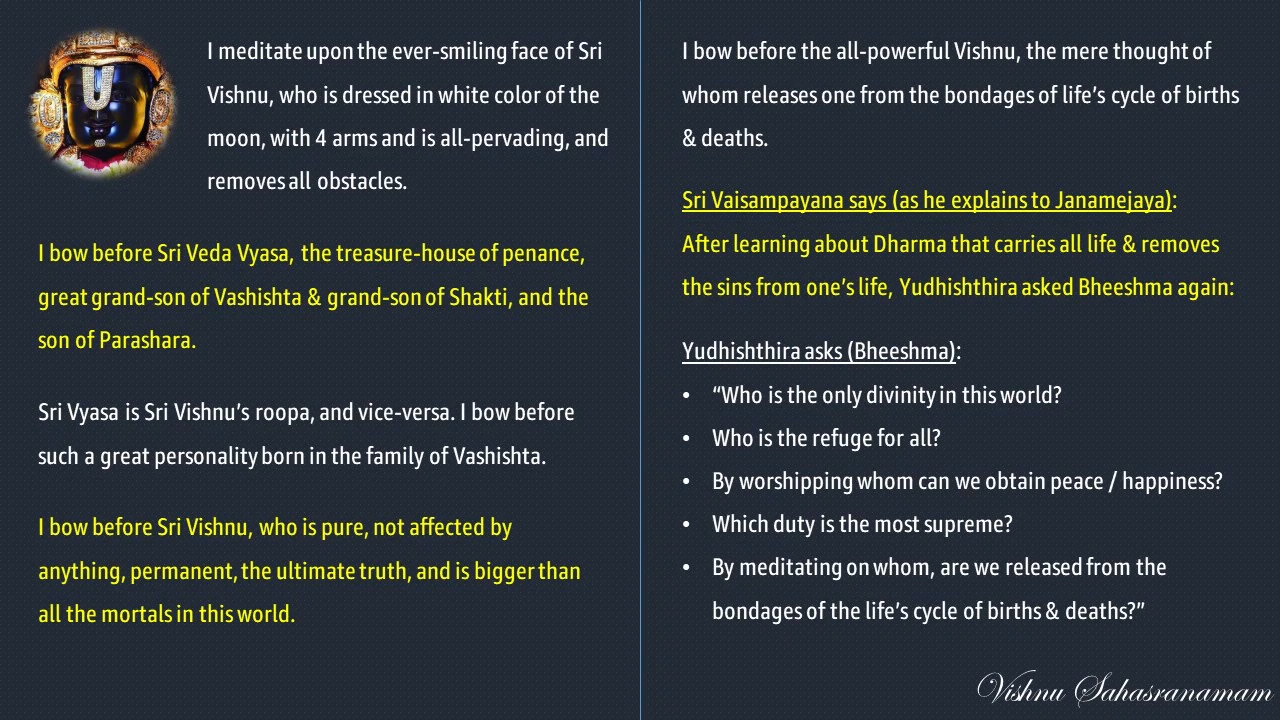 I meditate upon the ever-smiling face of Sri
Vishnu, who is dressed in white color of the
moon, with 4 arms and is all-pervading, and
removes all obstacles.
I bow before Sri Veda Vyasa, the treasure-house of penance,
great grand-son of Vashishta & grand-son of Shakti, and the
son of Parashara.
Sri Vyasa is Sri Vishnu’s roopa, and vice-versa. I bow before
such a great personality born in the family of Vashishta.
I bow before Sri Vishnu, who is pure, not affected by
anything, permanent, the ultimate truth, and is bigger than
all the mortals in this world.
I bow before the all-powerful Vishnu, the mere thought of
whom releases one from the bondages of life’s cycle of births
& deaths.
Sri Vaisampayana says (as he explains to Janamejaya):
After learning about Dharma that carries all life & removes
the sins from one’s life, Yudhishthira asked Bheeshma again:
Yudhishthira asks (Bheeshma):
• “Who is the only divinity in this world?
• Who is the refuge for all?
• By worshipping whom can we obtain peace / happiness?
• Which duty is the most supreme?
• By meditating on whom, are we released from the
bondages of the life’s cycle of births & deaths?”
Vishnu Sahasranamam